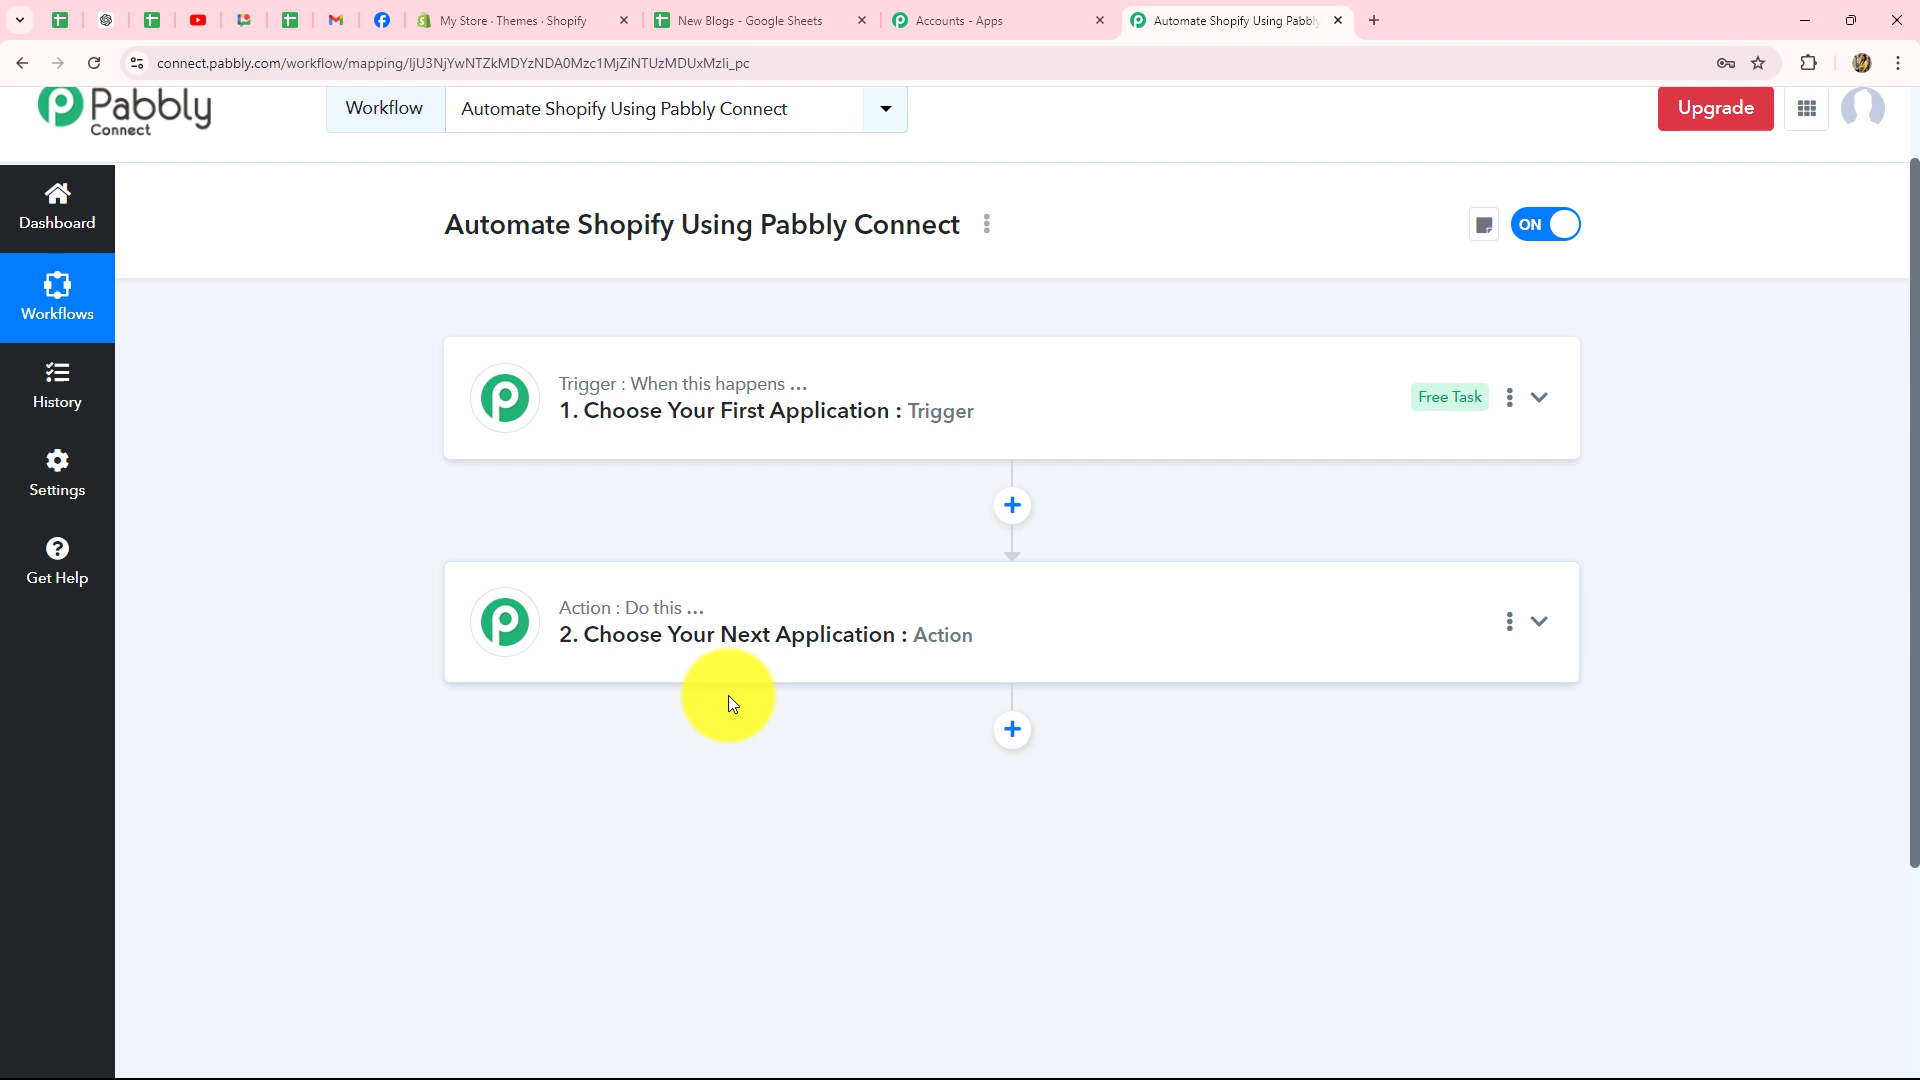 My Store · Themes · Shopify
New Blogs - Google Sheets
Accounts - Apps
Automate Shopify Using Pabbly
connect.pabbly.com/workflow/mapping/IjU3NjYwNTZkMDYzNDA0Mzc1MjZiNTUzMDUxMzIi_pc
Pabbly
Connect
Workflow
Automate Shopify Using Pabbly Connect
Upgrade
Dashboard
Workflows
History
Settings
Get Help
Automate Shopify Using Pabbly Connect
ON
Trigger : When this happens ...
1. Choose Your First Application : Trigger
Free Task
Action : Do this ...
2. Choose Your Next Application : Action